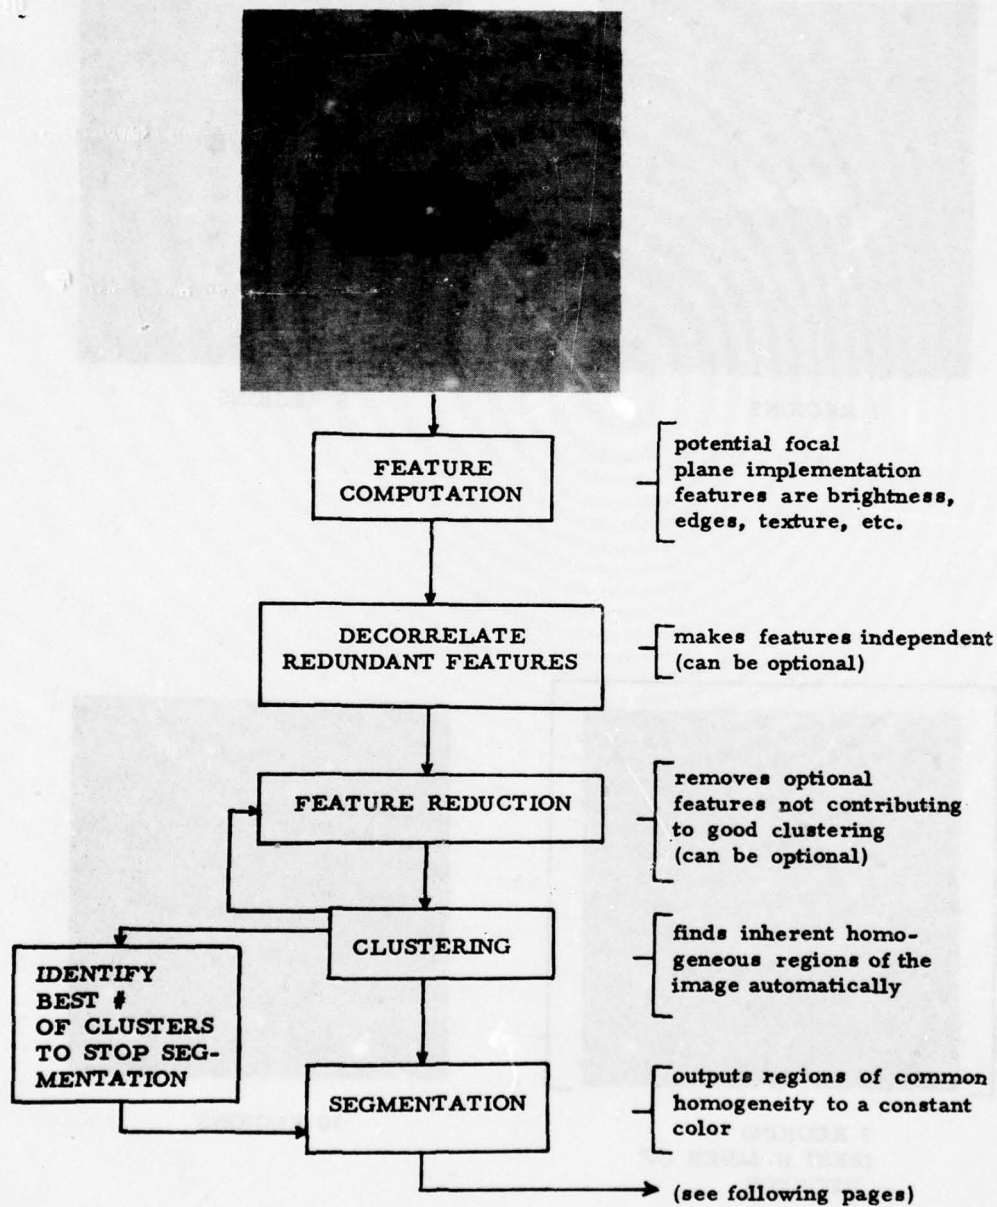 FEATURE
COMPUTATION
potential focal
plane implementation
features are brightness,
edges, texture, etc.
DECORRELATE
REDUNDANT FEATURES
makes features independent
(can be optional)
FEATURE REDUCTION
removes optional
features not contributing
to good clustering
(can be optional)
CLUSTERING
finds inherent homo-
geneous regions of the
image automatically
IDENTIFY
BEST #
OF CLUSTERS
TO STOP SEG-
MENTATION
SEGMENTATION
outputs regions of common
homogeneity to a constant
color
(see following pages)